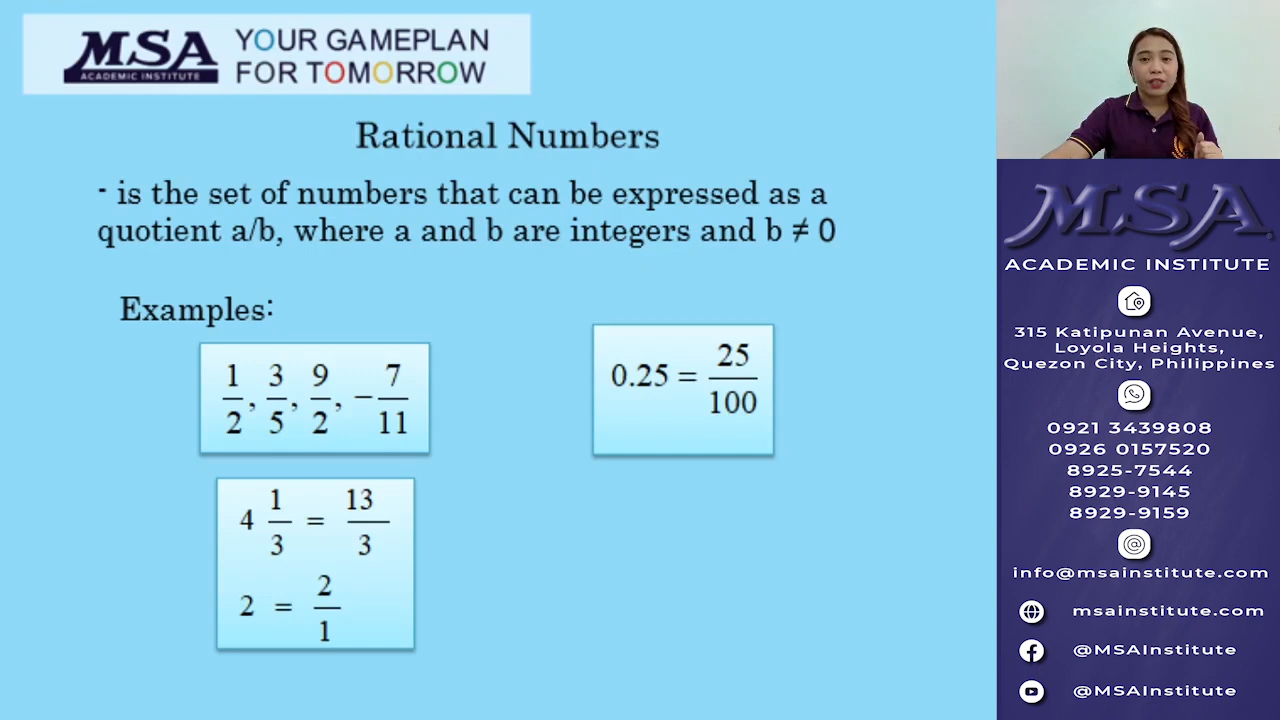 MSA
ACADEMIC INSTITUTE
YOUR GAMEPLAN
FOR TOMORROW
Rational Numbers
- is the set of numbers that can be expressed as a
quotient a/b, where a and b are integers and b ≠ 0
Examples:
1/2, 3/5, 9/2, −7/11
0.25 = 25/100
4 1/3 = 13/3
2 = 2/1
MSA
ACADEMIC INSTITUTE
315 Katipunan Avenue,
Loyola Heights,
Quezon City, Philippines
0921 3439808
0926 0157520
8925-7544
8929-9145
8929-9159
info@msainstitute.com
msainstitute.com
@MSAInstitute
@MSAInstitute